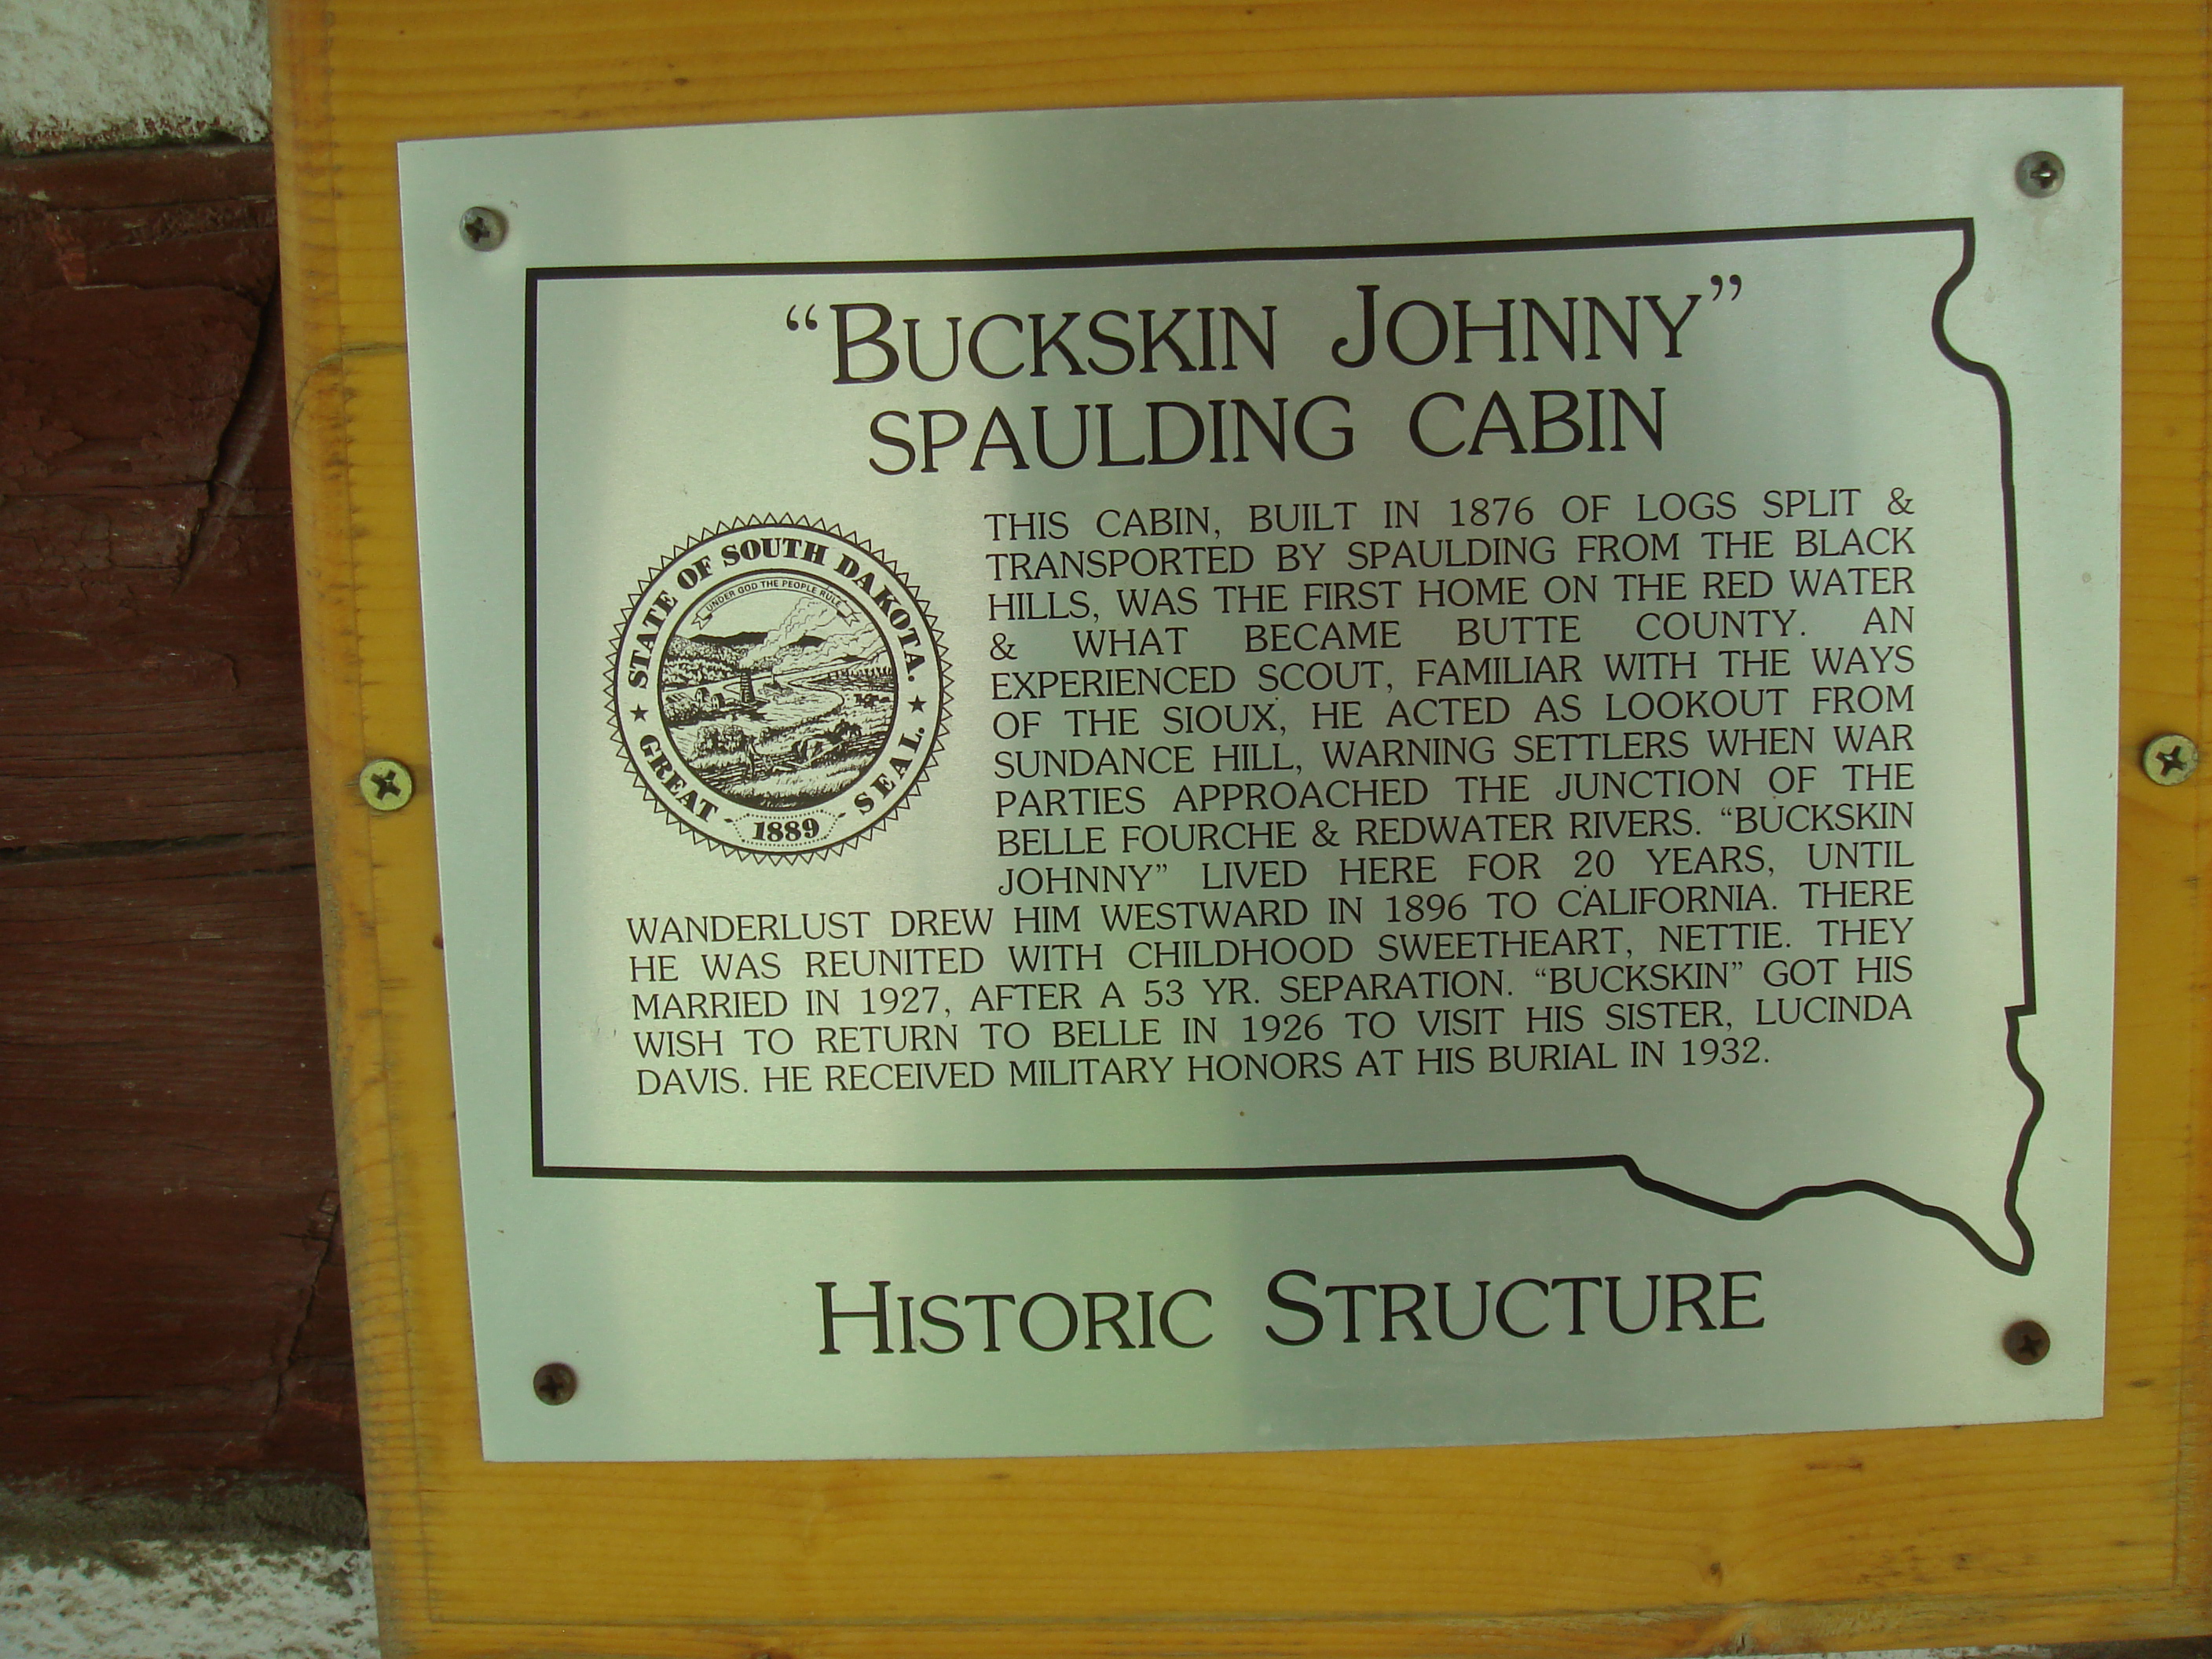 “BUCKSKIN JOHNNY”
SPAULDING CABIN
STATE OF SOUTH DAKOTA.
UNDER GOD THE PEOPLE RULE
GREAT SEAL.
1889
THIS CABIN, BUILT IN 1876 OF LOGS SPLIT &
TRANSPORTED BY SPAULDING FROM THE BLACK
HILLS, WAS THE FIRST HOME ON THE RED WATER
& WHAT BECAME BUTTE COUNTY. AN
EXPERIENCED SCOUT, FAMILIAR WITH THE WAYS
OF THE SIOUX, HE ACTED AS LOOKOUT FROM
SUNDANCE HILL, WARNING SETTLERS WHEN WAR
PARTIES APPROACHED THE JUNCTION OF THE
BELLE FOURCHE & REDWATER RIVERS. “BUCKSKIN
JOHNNY” LIVED HERE FOR 20 YEARS, UNTIL
WANDERLUST DREW HIM WESTWARD IN 1896 TO CALIFORNIA. THERE
HE WAS REUNITED WITH CHILDHOOD SWEETHEART, NETTIE. THEY
MARRIED IN 1927, AFTER A 53 YR. SEPARATION. “BUCKSKIN” GOT HIS
WISH TO RETURN TO BELLE IN 1926 TO VISIT HIS SISTER, LUCINDA
DAVIS. HE RECEIVED MILITARY HONORS AT HIS BURIAL IN 1932.
HISTORIC STRUCTURE